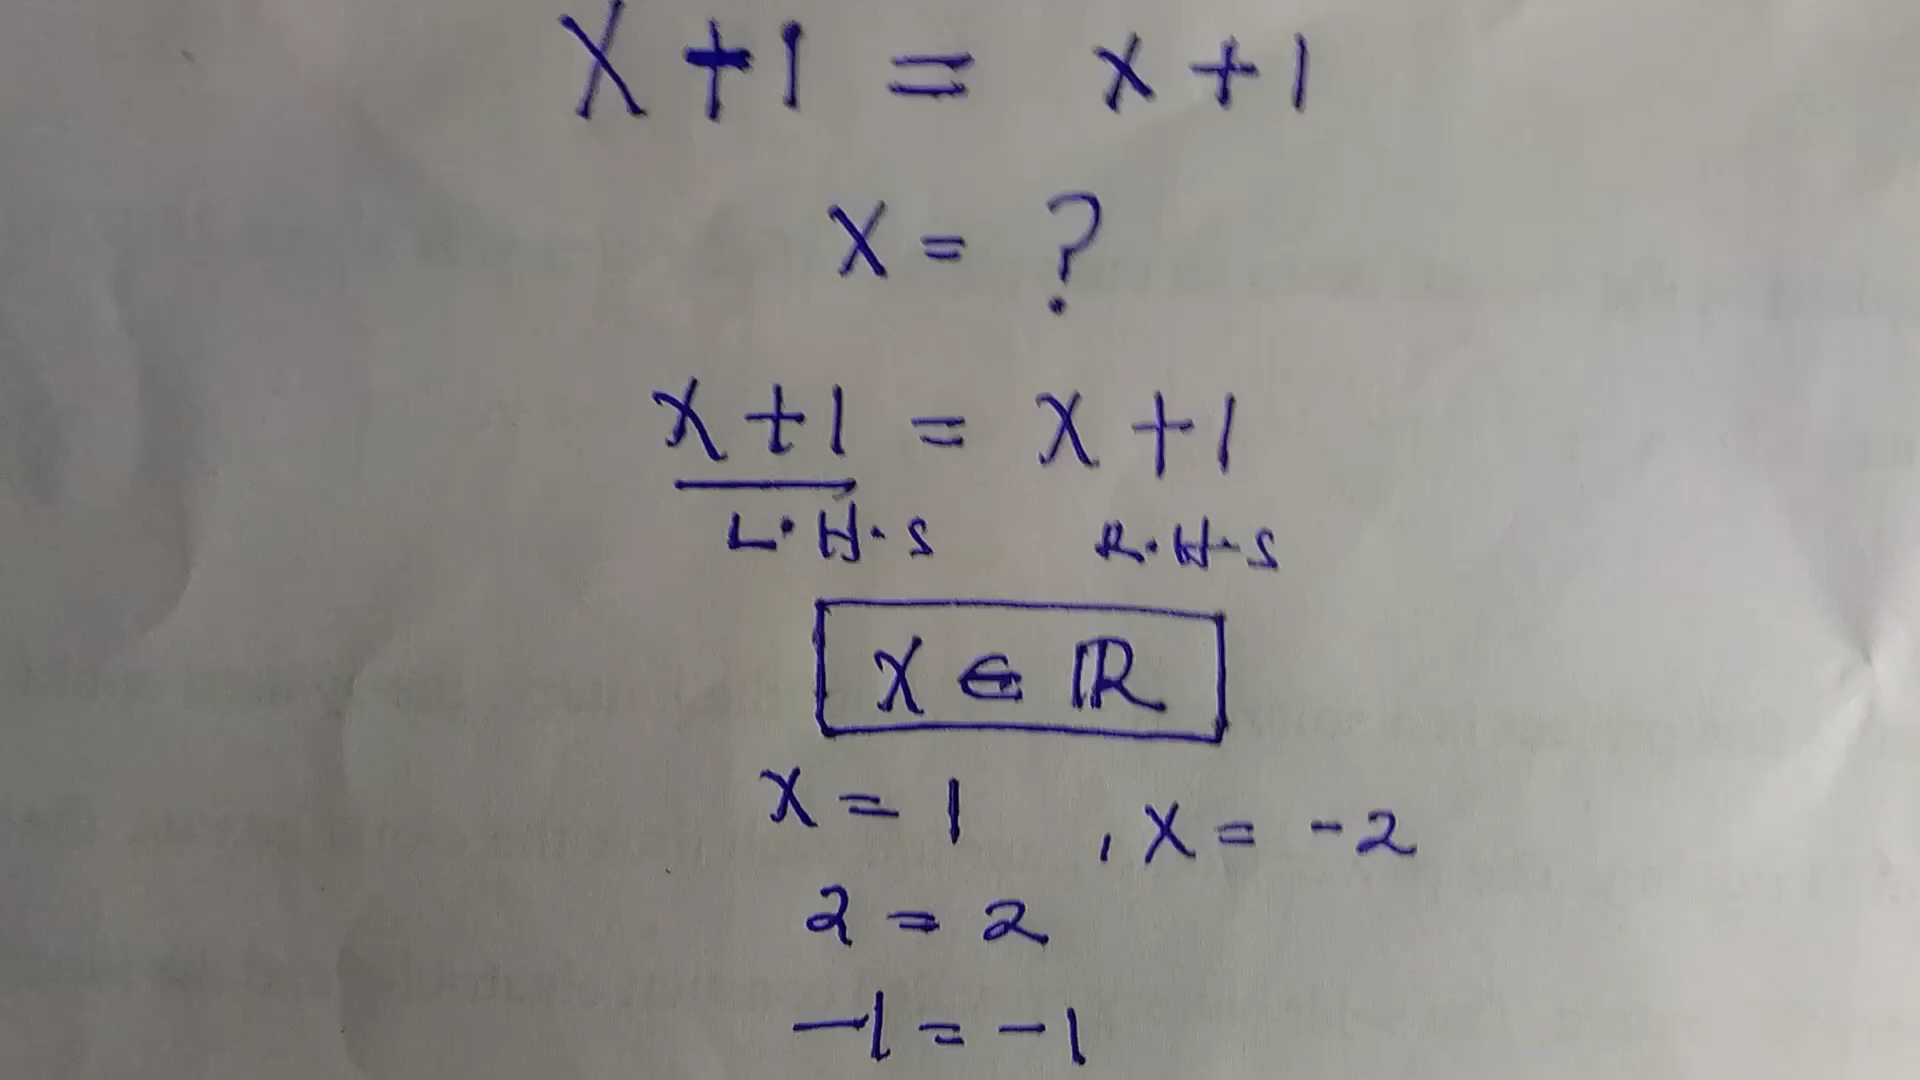 x + 1 = x + 1
x = ?
x + 1 = x + 1
L.H.S R.H.S
x ∈ ℝ
x = 1 , x = -2
2 = 2
-1 = -1